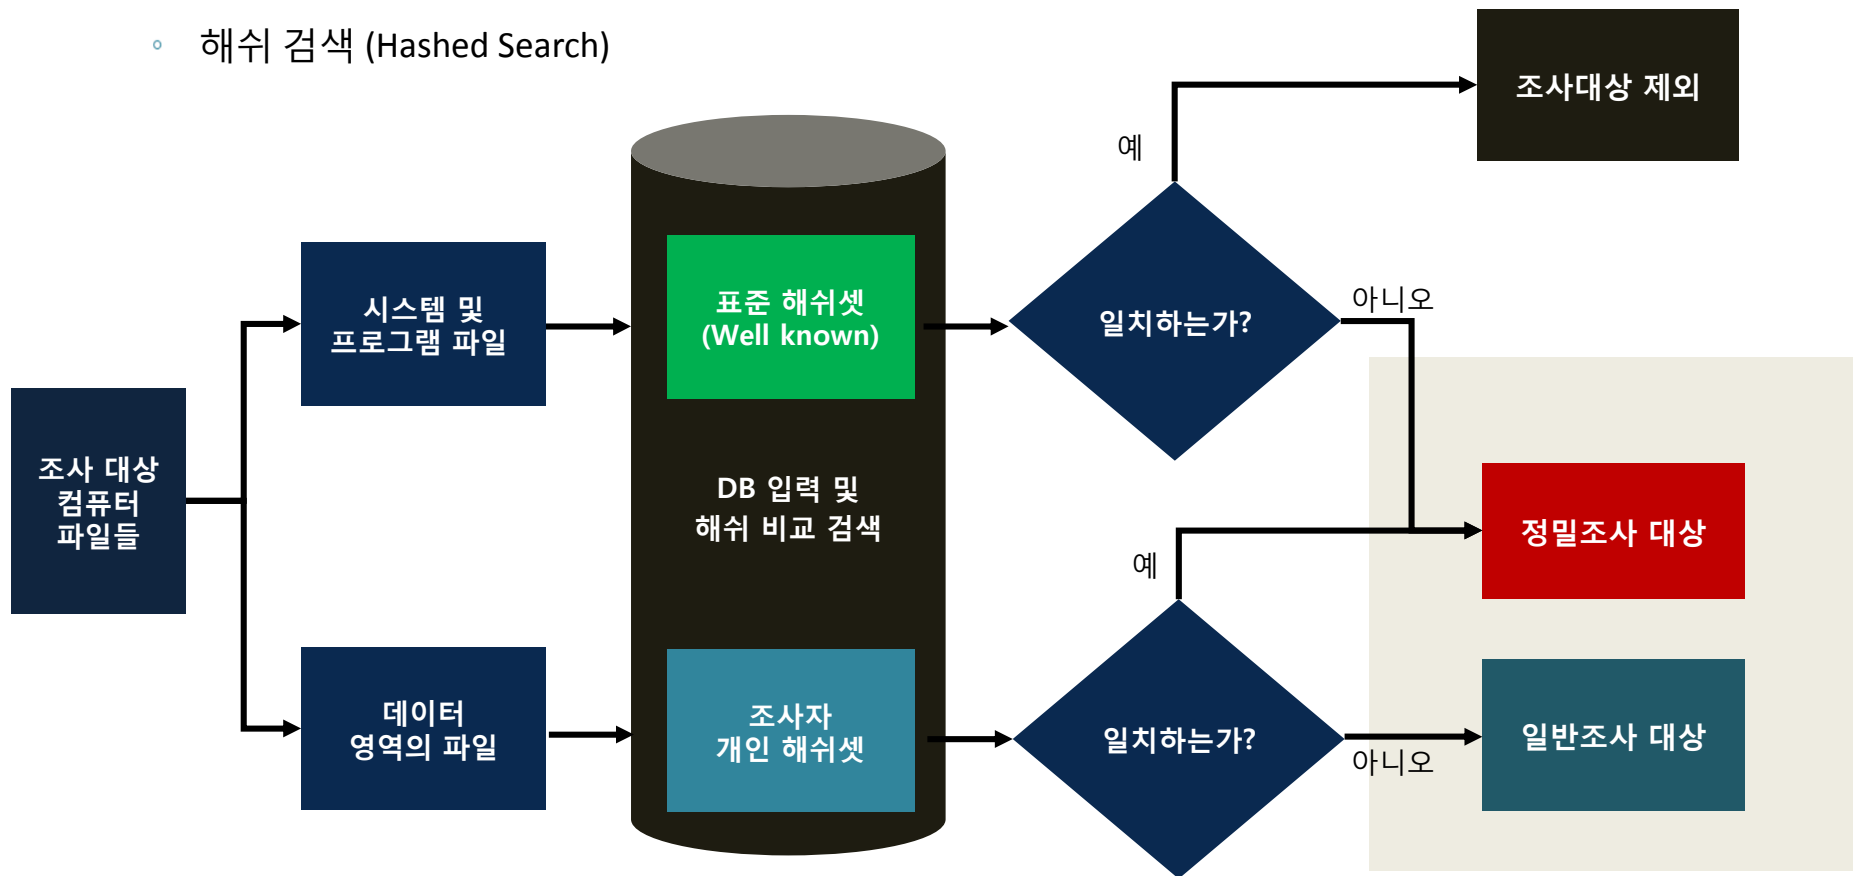 해쉬 검색 (Hashed Search)
조사대상 제외
예
시스템 및
프로그램 파일
표준 해쉬셋
(Well known)
일치하는가?
아니오
조사 대상
컴퓨터
파일들
DB 입력 및
해쉬 비교 검색
정밀조사 대상
예
데이터
영역의 파일
조사자
개인 해쉬셋
일치하는가?
아니오
일반조사 대상